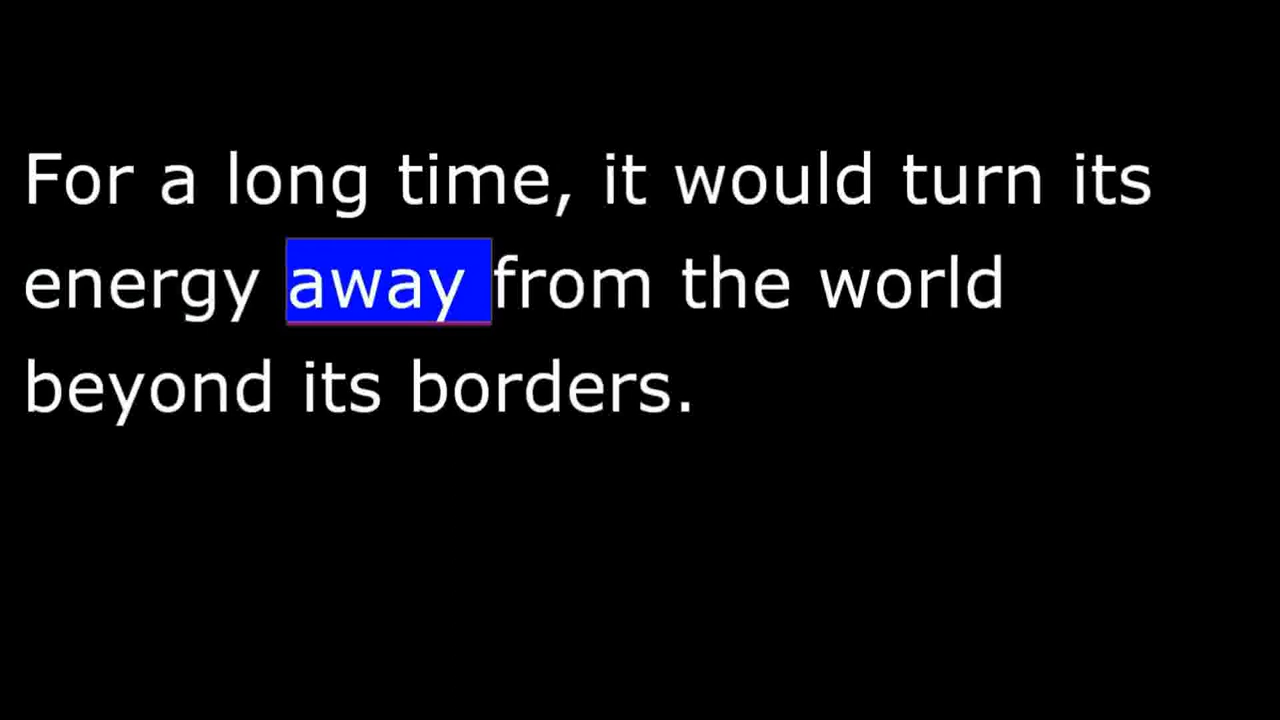 For a long time, it would turn its
energy away from the world
beyond its borders.